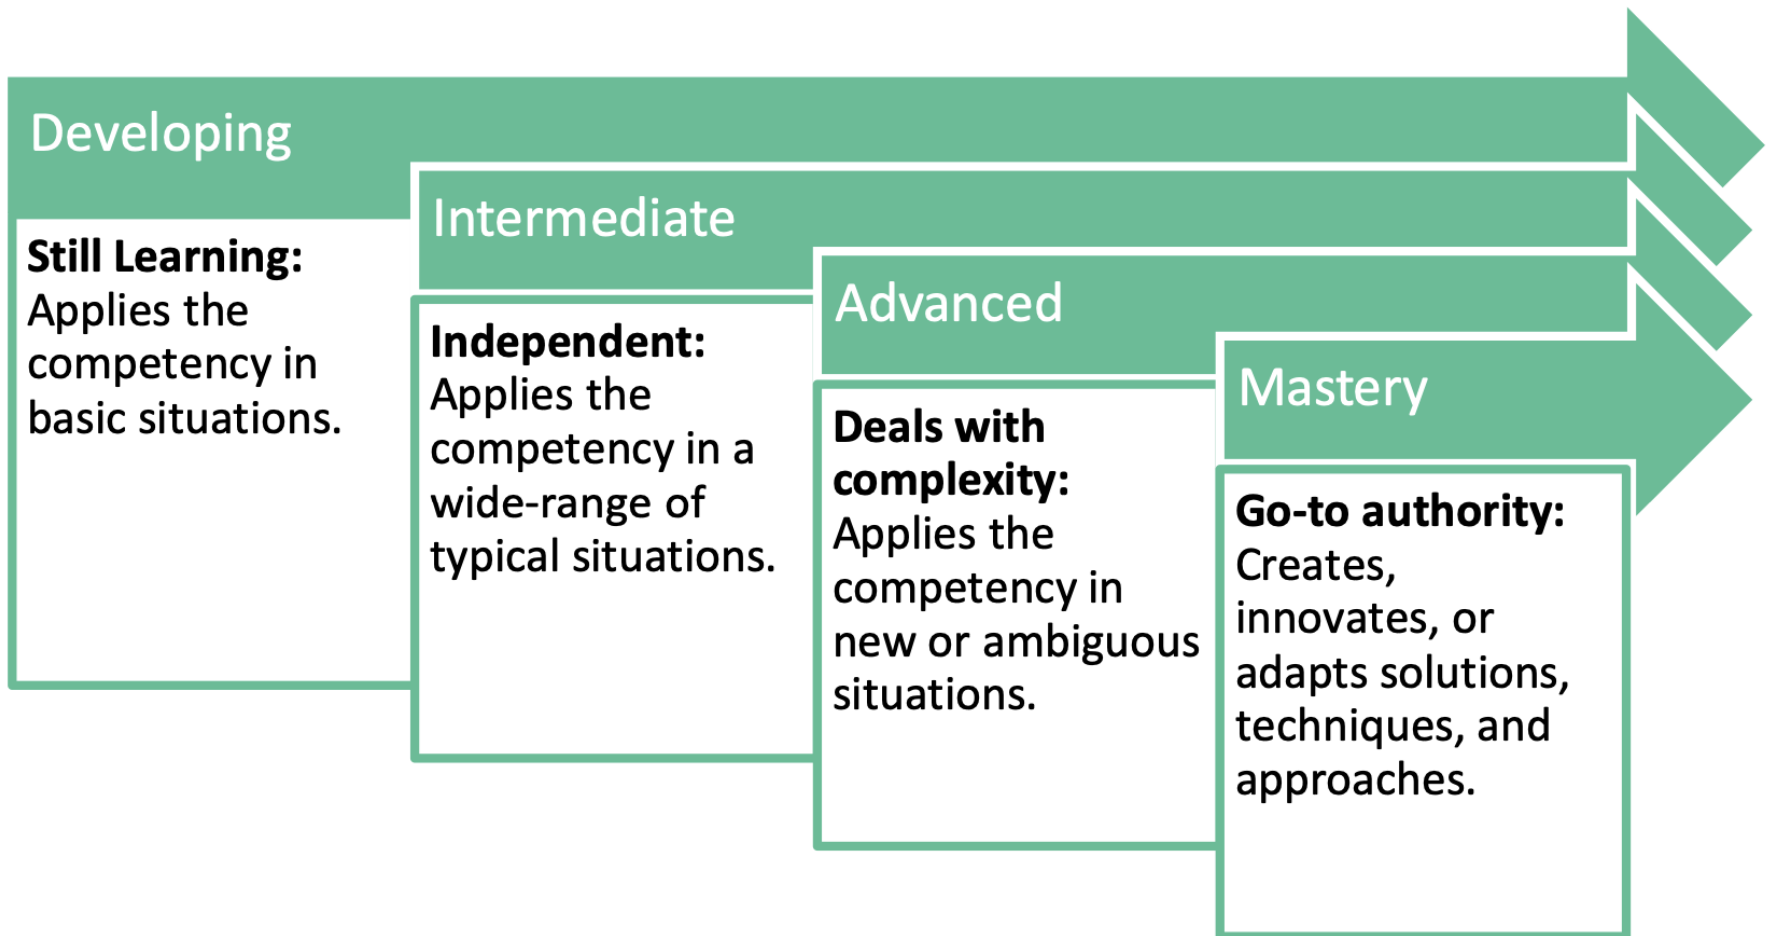 Developing
Still Learning:
Applies the
competency in
basic situations.
Intermediate
Independent:
Applies the
competency in a
wide-range of
typical situations.
Advanced
Deals with
complexity:
Applies the
competency in
new or ambiguous
situations.
Mastery
Go-to authority:
Creates,
innovates, or
adapts solutions,
techniques, and
approaches.